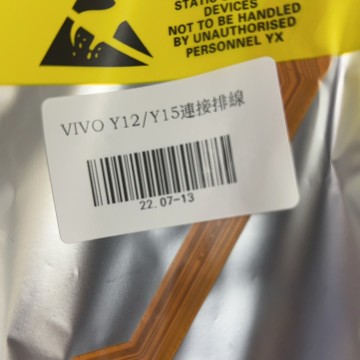 STATIC
DEVICES
NOT TO BE HANDLED
BY UNAUTHORISED
PERSONNEL YX
VIVO Y12/Y15連接排線
22.07-13